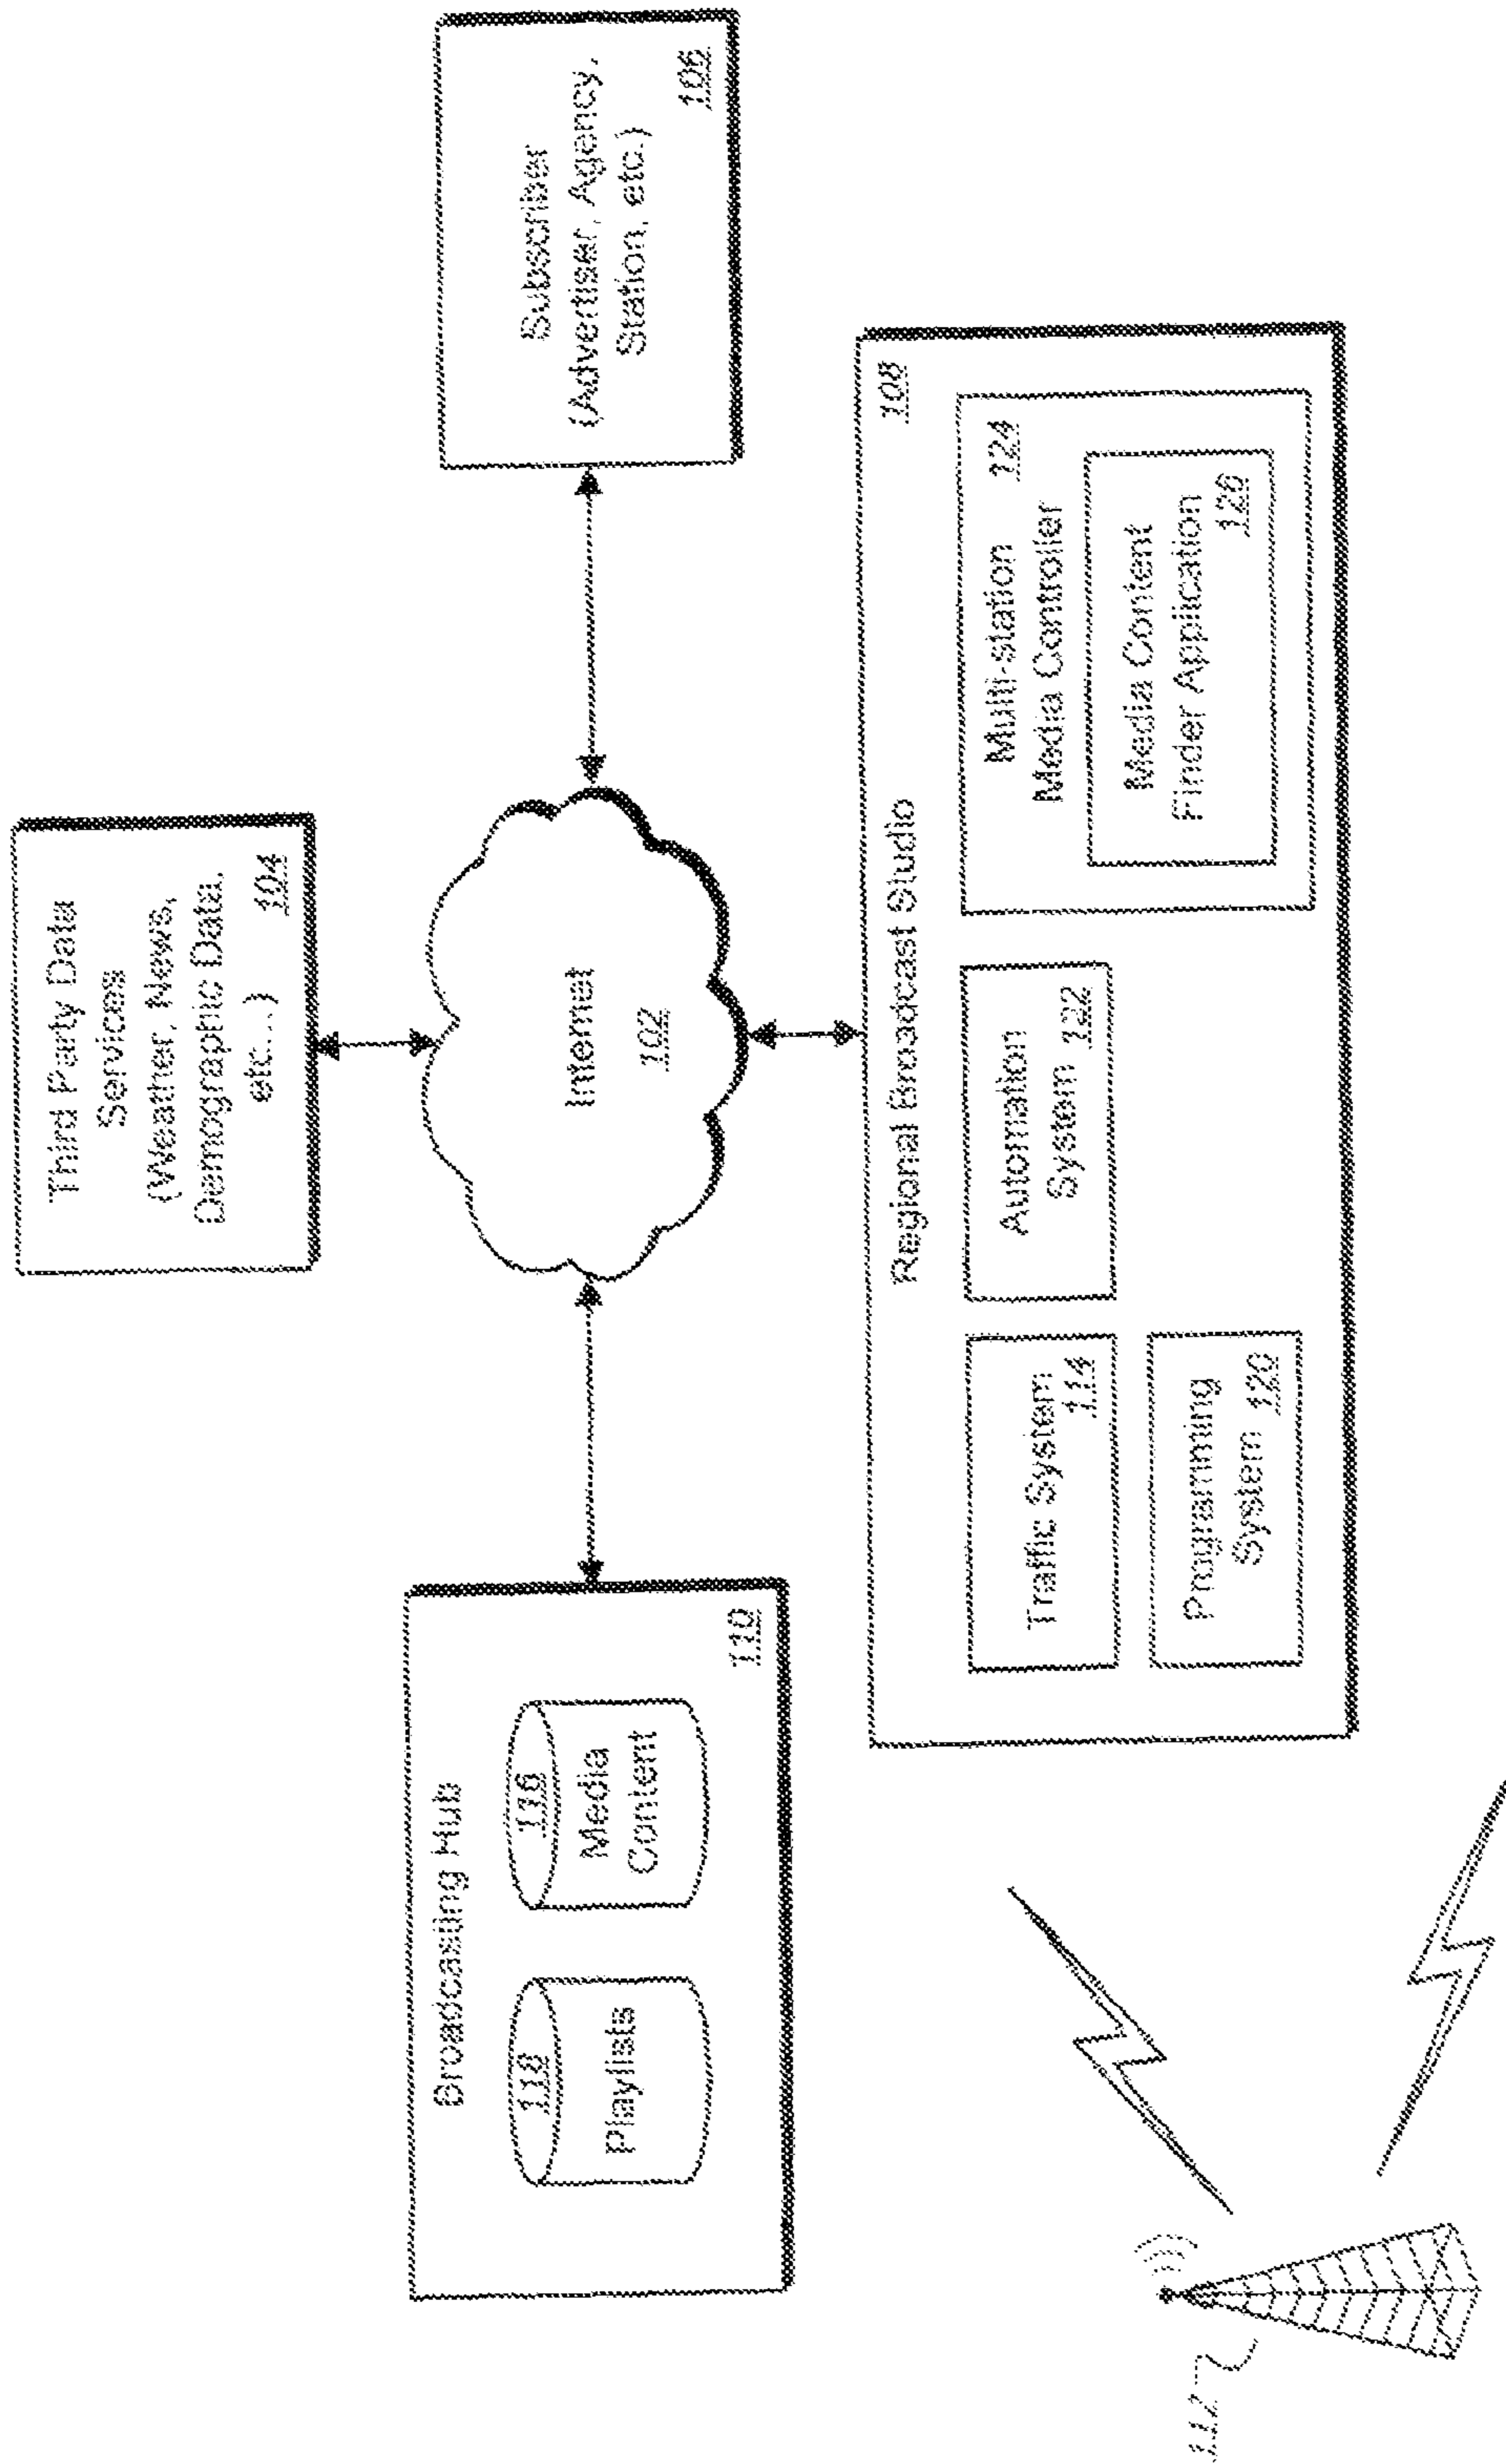 Third Party Data
Services
(Weather, News,
Demographic Data,
etc...)
104
Broadcasting Hub
118
Playlists
116
Media
Content
110
Internet
102
Subscriber
(Advertiser, Agency,
Station, etc.)
106
Regional Broadcast Studio
108
Traffic System
114
Programming
System 120
Automation
System 122
Multi-station 124
Media Controller
Media Content
Finder Application
126
112